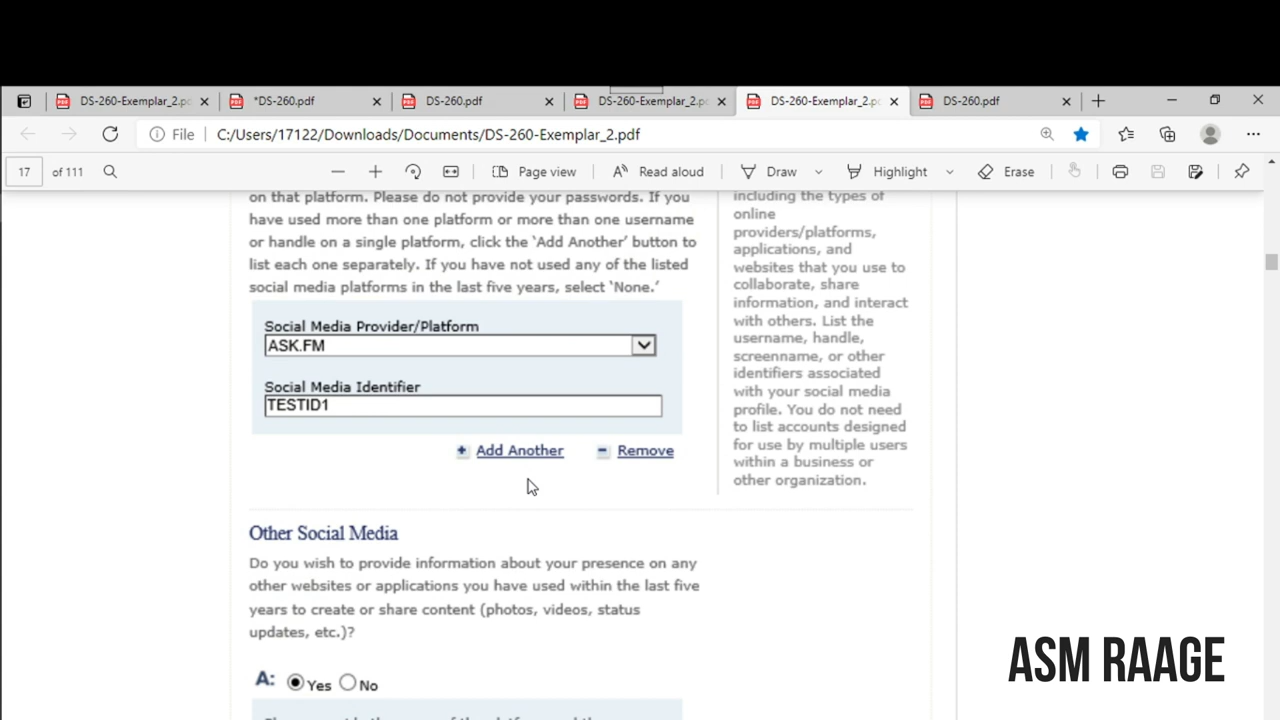 DS-260-Exemplar_2.pd
*DS-260.pdf
DS-260.pdf
DS-260-Exemplar_2.pd
DS-260-Exemplar_2.pd
DS-260.pdf
File C:/Users/17122/Downloads/Documents/DS-260-Exemplar_2.pdf
17 of 111 Page view Read aloud Draw Highlight Erase
on that platform. Please do not provide your passwords. If you
have used more than one platform or more than one username
or handle on a single platform, click the ‘Add Another’ button to
list each one separately. If you have not used any of the listed
social media platforms in the last five years, select ‘None.’
Social Media Provider/Platform
ASK.FM
Social Media Identifier
TESTID1
Add Another Remove
including the types of
online
providers/platforms,
applications, and
websites that you use to
collaborate, share
information, and interact
with others. List the
username, handle,
screenname, or other
identifiers associated
with your social media
profile. You do not need
to list accounts designed
for use by multiple users
within a business or
other organization.
Other Social Media
Do you wish to provide information about your presence on any
other websites or applications you have used within the last five
years to create or share content (photos, videos, status
updates, etc.)?
A: Yes No
ASM RAAGE